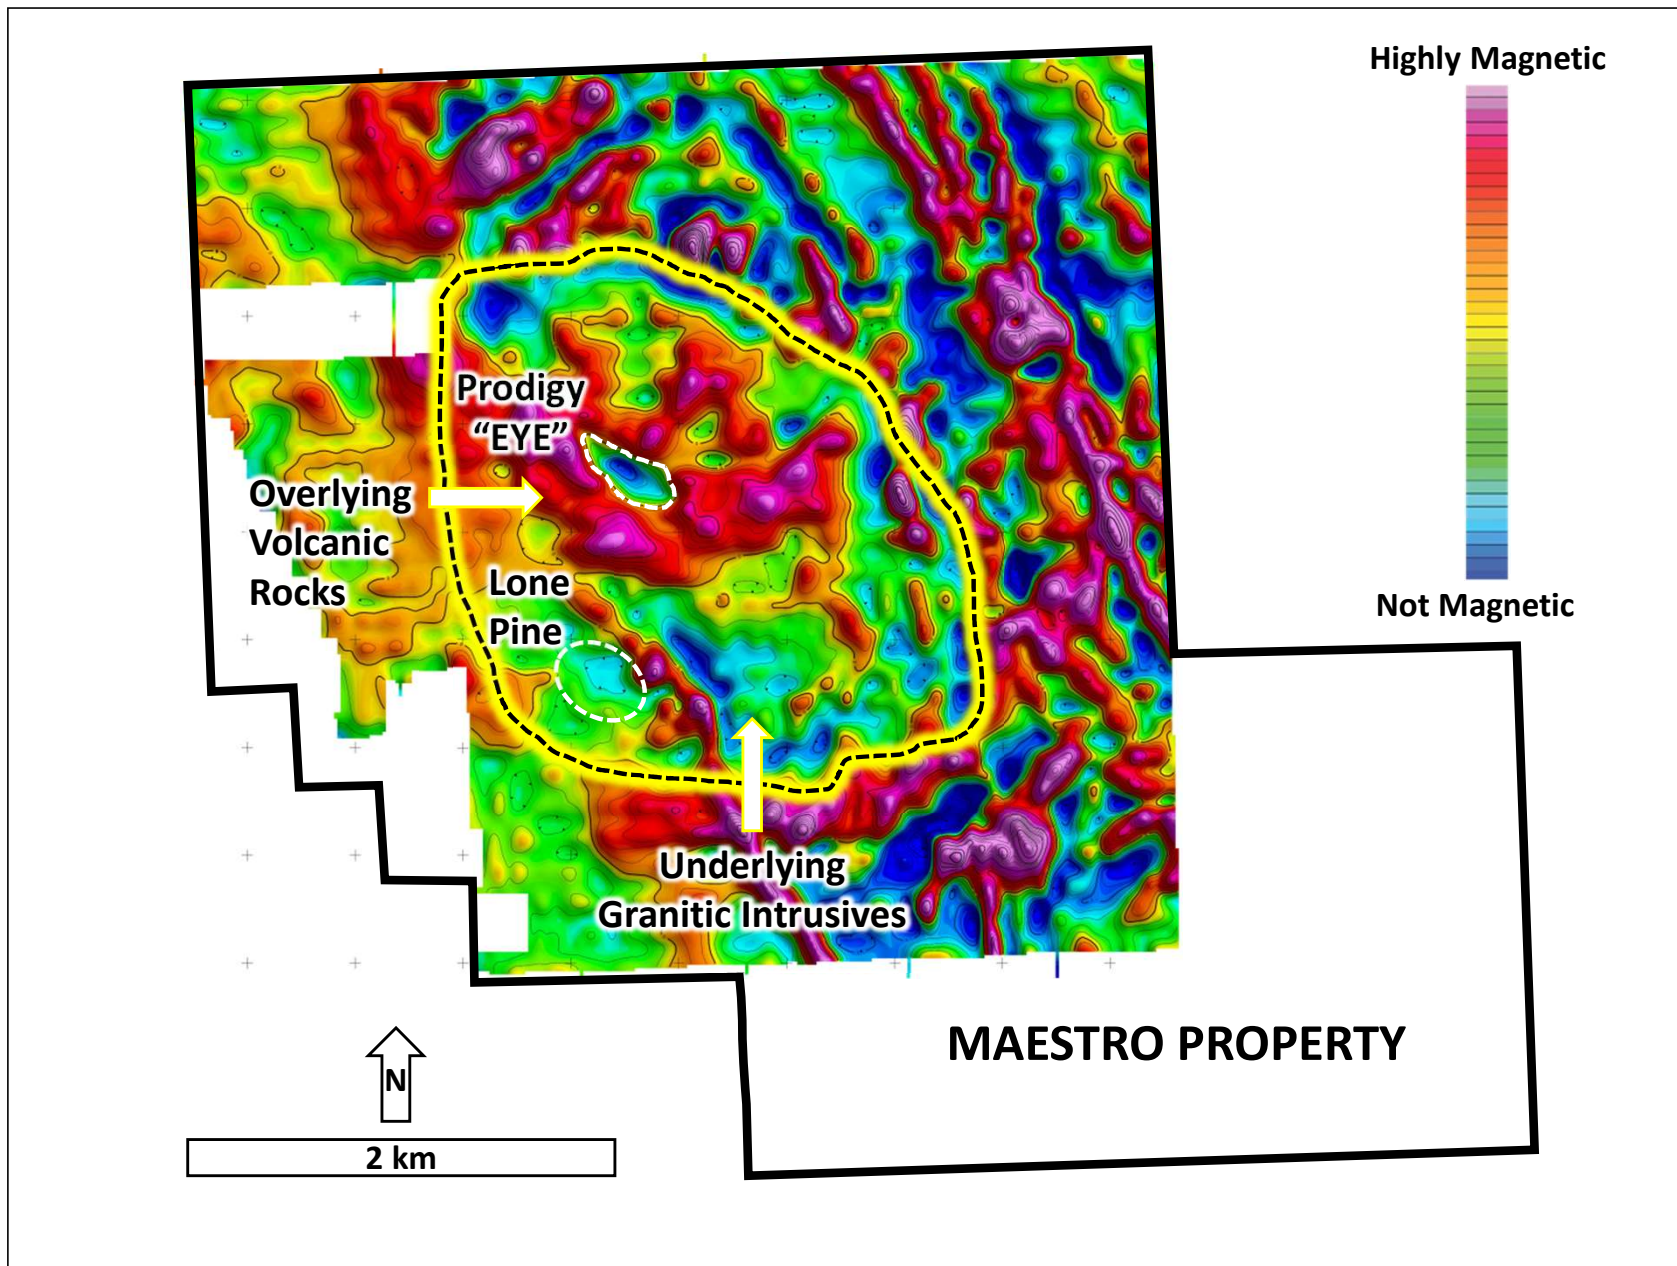 Highly Magnetic
Prodigy
“EYE”
Overlying
Volcanic
Rocks
Lone
Pine
Not Magnetic
Underlying
Granitic Intrusives
MAESTRO PROPERTY
N
2 km